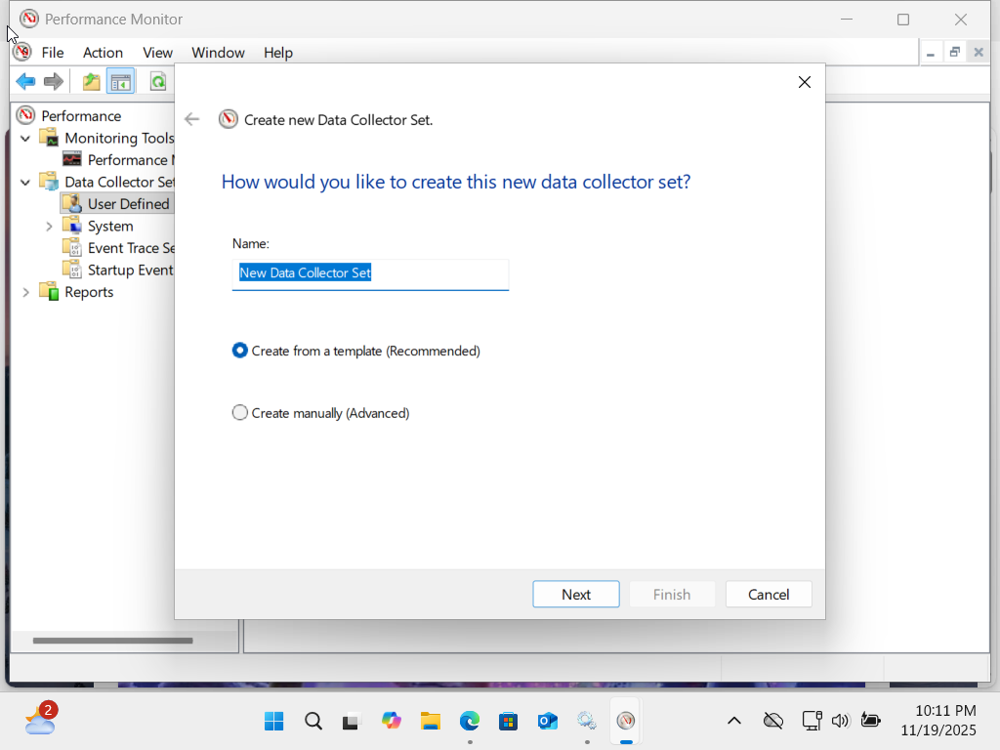 Performance Monitor
File Action View Window Help
Create new Data Collector Set.
How would you like to create this new data collector set?
Name:
New Data Collector Set
Create from a template (Recommended)
Create manually (Advanced)
Next Finish Cancel
Performance
Monitoring Tools
Performance M
Data Collector Set
User Defined
System
Event Trace Se
Startup Event
Reports
2
10:11 PM
11/19/2025